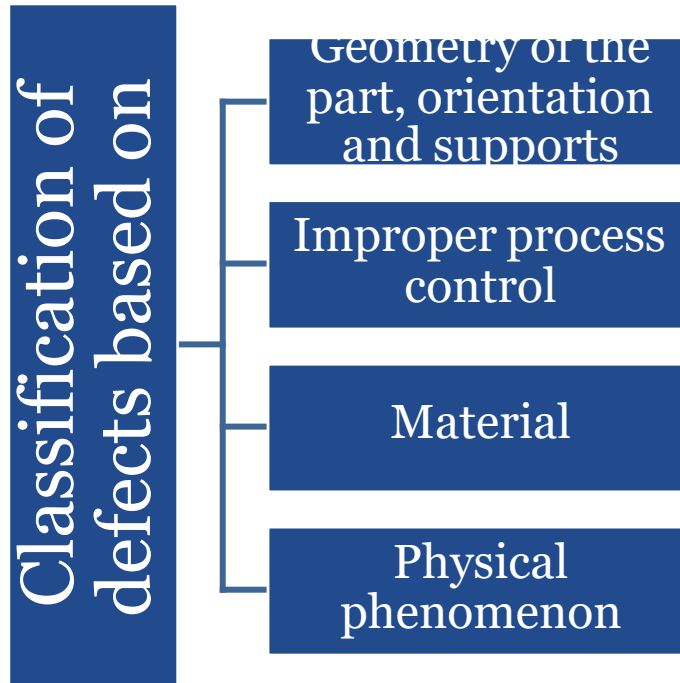 Classification of
defects based on
Geometry of the
part, orientation
and supports
Improper process
control
Material
Physical
phenomenon